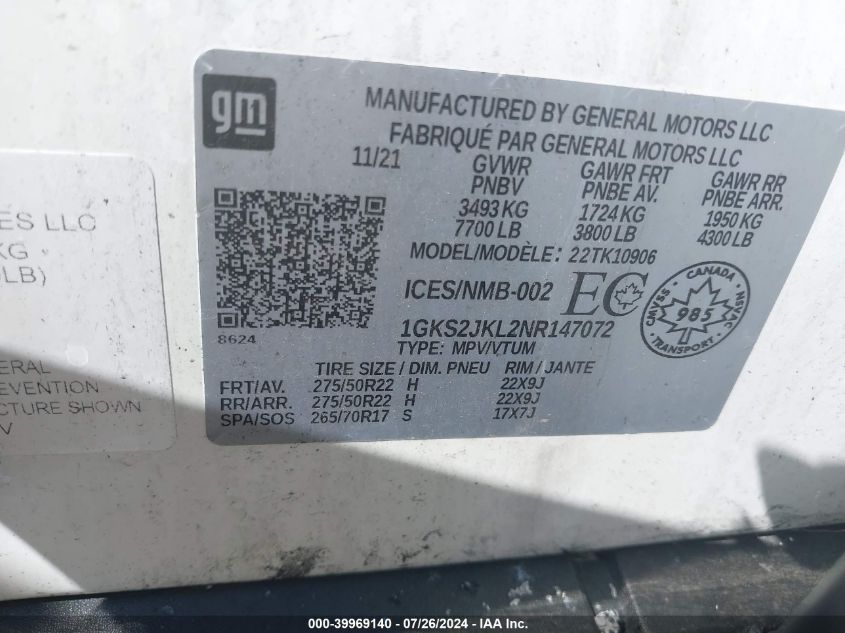 gm
MANUFACTURED BY GENERAL MOTORS LLC
FABRIQUÉ PAR GENERAL MOTORS LLC
11/21 GVWR GAWR FRT GAWR RR
PNBV PNBE AV. PNBE ARR.
3493 KG 1724 KG 1950 KG
7700 LB 3800 LB 4300 LB
MODEL/MODÈLE: 22TK10906
ICES/NMB-002 EC
CANADA
CMVSS 985 NSVAC
TRANSPORT
1GKS2JKL2NR147072
8624
TYPE: MPV/VTUM
TIRE SIZE / DIM. PNEU RIM / JANTE
FRT/AV. 275/50R22 H 22X9J
RR/ARR. 275/50R22 H 22X9J
SPA/SOS 265/70R17 S 17X7J
ES LLC
KG
LB)
ERAL
EVENTION
CTURE SHOWN
V
000-39969140 - 07/26/2024 - IAA, Inc.